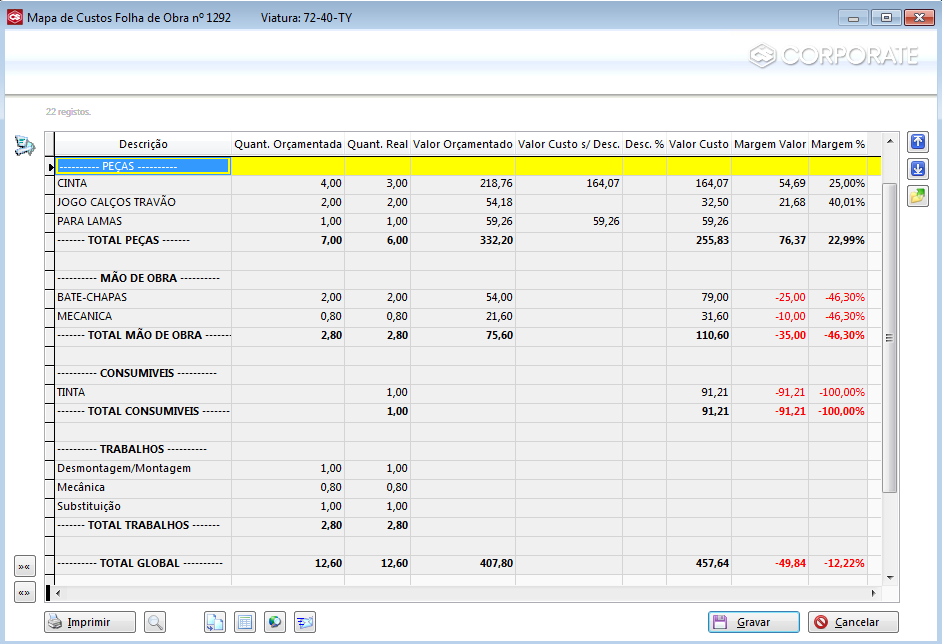 Mapa de Custos Folha de Obra nº 1292 Viatura: 72-40-TY
CORPORATE
22 registos.
Descrição Quant. Orçamentada Quant. Real Valor Orçamentado Valor Custo s/ Desc. Desc. % Valor Custo Margem Valor Margem %
---------- PEÇAS ----------
CINTA 4,00 3,00 218,76 164,07 164,07 54,69 25,00%
JOGO CALÇOS TRAVÃO 2,00 2,00 54,18 32,50 21,68 40,01%
PARA LAMAS 1,00 1,00 59,26 59,26 59,26
------- TOTAL PEÇAS ------- 7,00 6,00 332,20 255,83 76,37 22,99%
---------- MÃO DE OBRA ----------
BATE-CHAPAS 2,00 2,00 54,00 79,00 -25,00 -46,30%
MECANICA 0,80 0,80 21,60 31,60 -10,00 -46,30%
------- TOTAL MÃO DE OBRA ------- 2,80 2,80 75,60 110,60 -35,00 -46,30%
---------- CONSUMIVEIS ----------
TINTA 1,00 91,21 -91,21 -100,00%
------- TOTAL CONSUMIVEIS ------- 1,00 91,21 -91,21 -100,00%
---------- TRABALHOS ----------
Desmontagem/Montagem 1,00 1,00
Mecânica 0,80 0,80
Substituição 1,00 1,00
------- TOTAL TRABALHOS ------- 2,80 2,80
---------- TOTAL GLOBAL ---------- 12,60 12,60 407,80 457,64 -49,84 -12,22%
Imprimir Gravar Cancelar